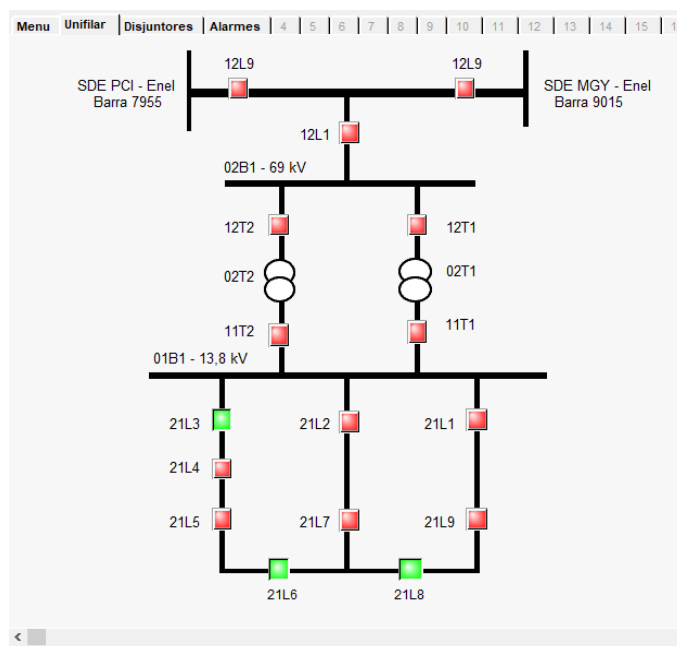 Menu Unifilar Disjuntores Alarmes 4 5 6 7 8 9 10 11 12 13 14 15 1
12L9 12L9
SDE PCI - Enel SDE MGY - Enel
Barra 7955 Barra 9015
12L1
02B1 - 69 kV
12T2 12T1
02T2 02T1
11T2 11T1
01B1 - 13,8 kV
21L3 21L2 21L1
21L4
21L5 21L7 21L9
21L6 21L8